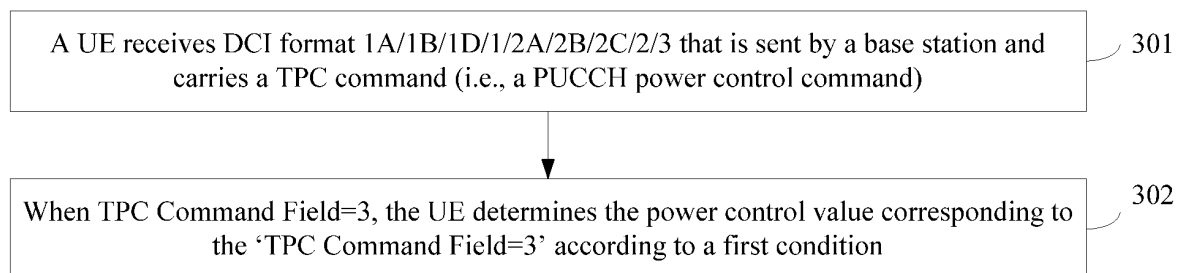 A UE receives DCI format 1A/1B/1D/1/2A/2B/2C/2/3 that is sent by a base station and
carries a TPC command (i.e., a PUCCH power control command)
301
When TPC Command Field=3, the UE determines the power control value corresponding to
the ‘TPC Command Field=3’ according to a first condition
302